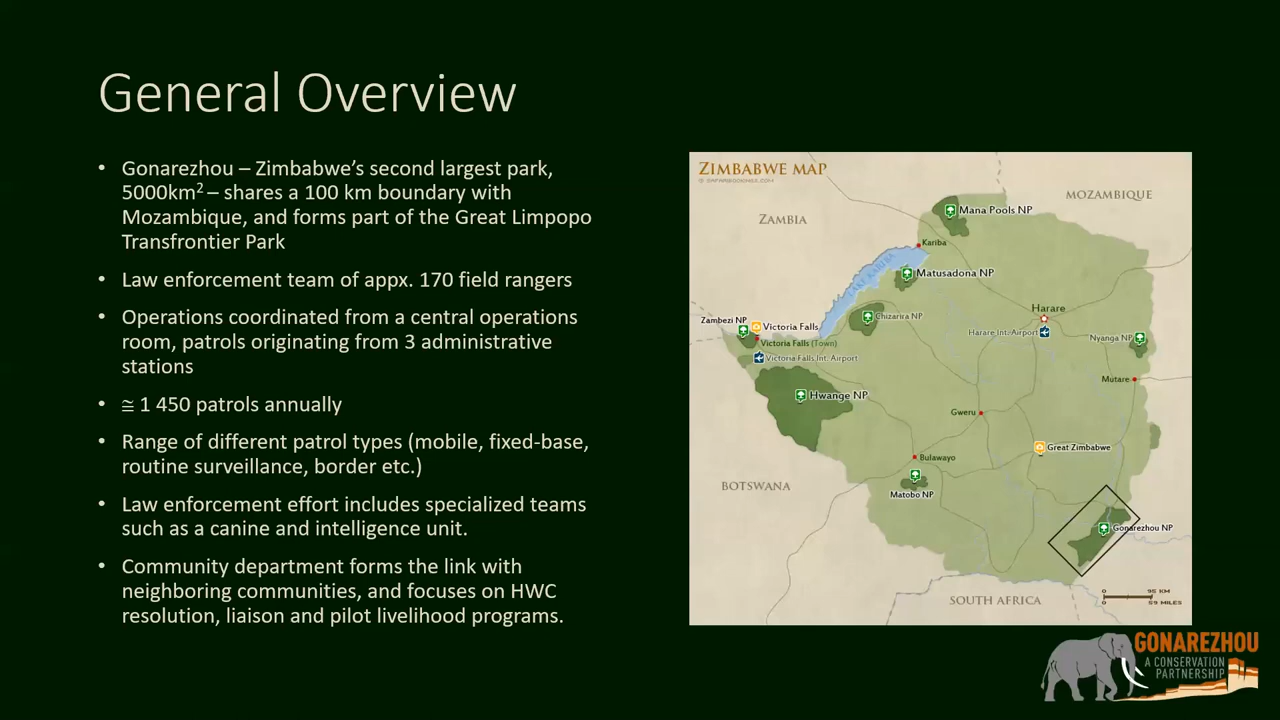 General Overview
• Gonarezhou – Zimbabwe’s second largest park,
5000km² – shares a 100 km boundary with
Mozambique, and forms part of the Great Limpopo
Transfrontier Park
• Law enforcement team of appx. 170 field rangers
• Operations coordinated from a central operations
room, patrols originating from 3 administrative
stations
• ≅ 1 450 patrols annually
• Range of different patrol types (mobile, fixed-base,
routine surveillance, border etc.)
• Law enforcement effort includes specialized teams
such as a canine and intelligence unit.
• Community department forms the link with
neighboring communities, and focuses on HWC
resolution, liaison and pilot livelihood programs.
ZIMBABWE MAP
© SAFARIBOOKINGS.COM
MOZAMBIQUE
ZAMBIA
Mana Pools NP
Kariba
LAKE KARIBA
Matusadona NP
Chizarira NP
Harare
Harare Int. Airport
Zambezi NP
Victoria Falls
Victoria Falls (Town)
Victoria Falls Int. Airport
Nyanga NP
Mutare
Hwange NP
Gweru
Great Zimbabwe
Bulawayo
BOTSWANA
Matobo NP
Gonarezhou NP
SOUTH AFRICA
0 95 KM
0 59 MILES
GONAREZHOU
A CONSERVATION
PARTNERSHIP